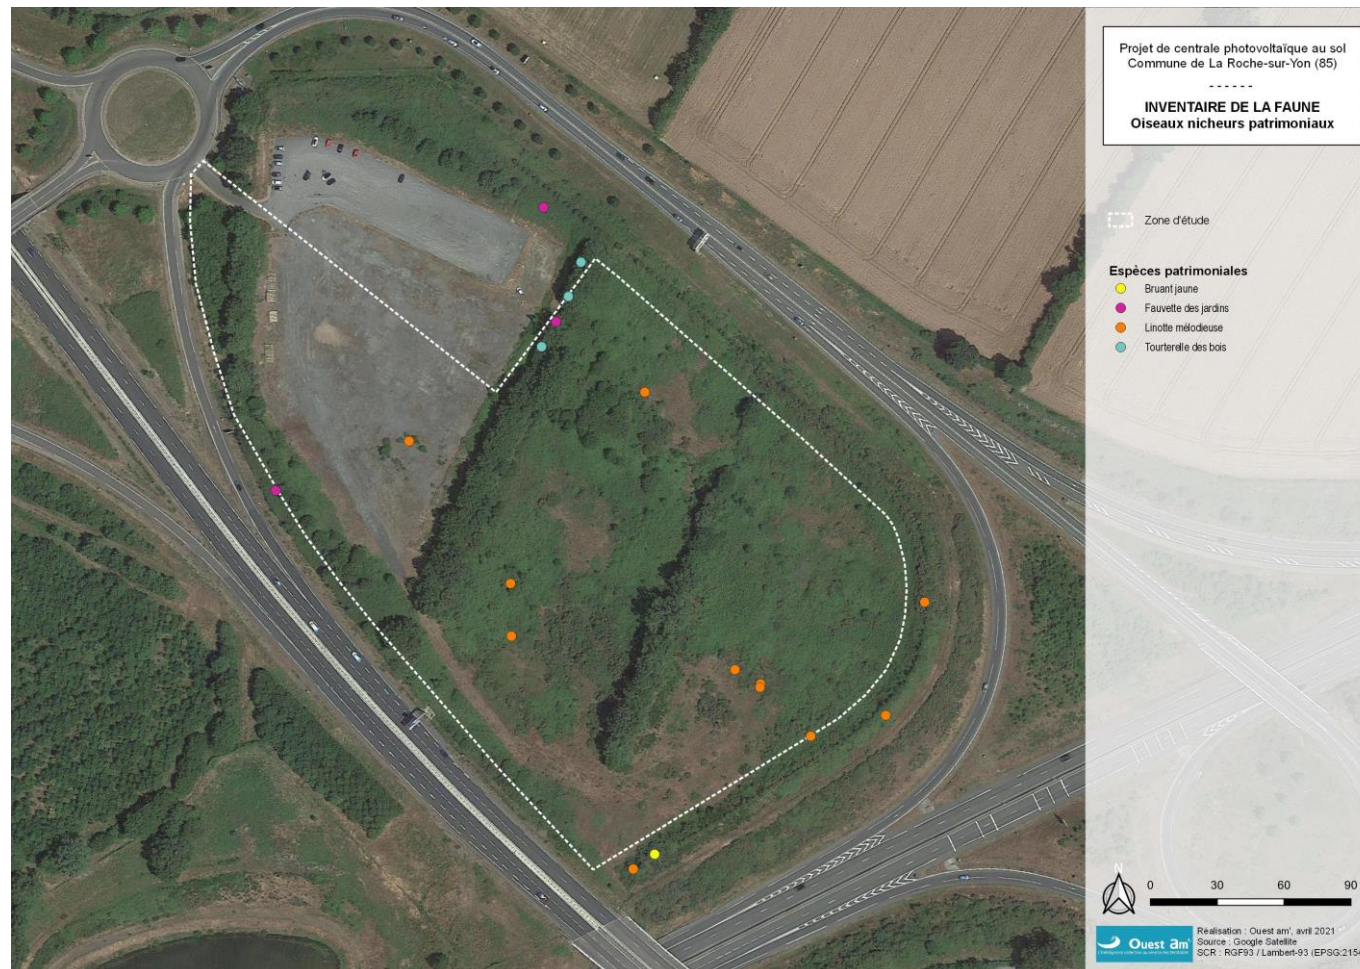 Projet de centrale photovoltaïque au sol
Commune de La Roche-sur-Yon (85)
- - - - - -
INVENTAIRE DE LA FAUNE
Oiseaux nicheurs patrimoniaux
Zone d'étude
Espèces patrimoniales
Bruant jaune
Fauvette des jardins
Linotte mélodieuse
Tourterelle des bois
N
0 30 60 90
Ouest am'
Réalisation : Ouest am', avril 2021
Source : Google Satellite
SCR : RGF93 / Lambert-93 (EPSG:2154